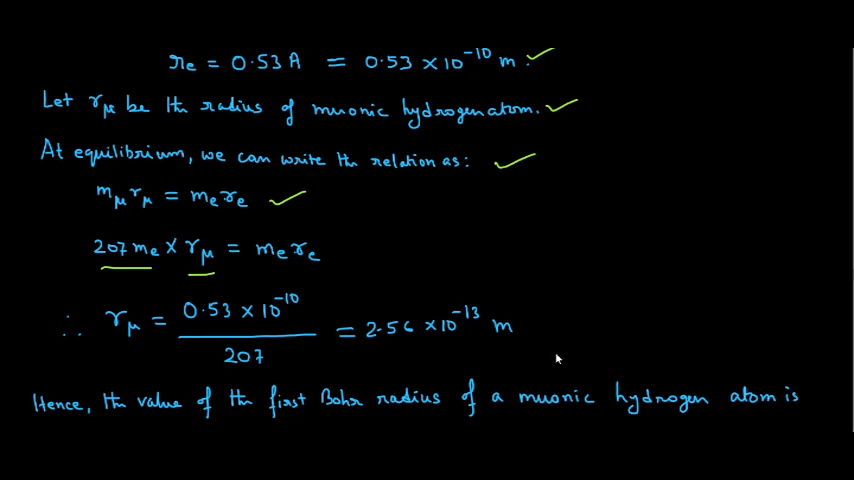 re = 0.53A = 0.53 × 10⁻¹⁰ m.
Let rμ be the radius of muonic hydrogen atom.
At equilibrium, we can write the relation as:
mμ rμ = me re
207 me × rμ = me re
∴ rμ = 0.53 × 10⁻¹⁰ / 207 = 2.56 × 10⁻¹³ m
Hence, the value of the first Bohr radius of a muonic hydrogen atom is